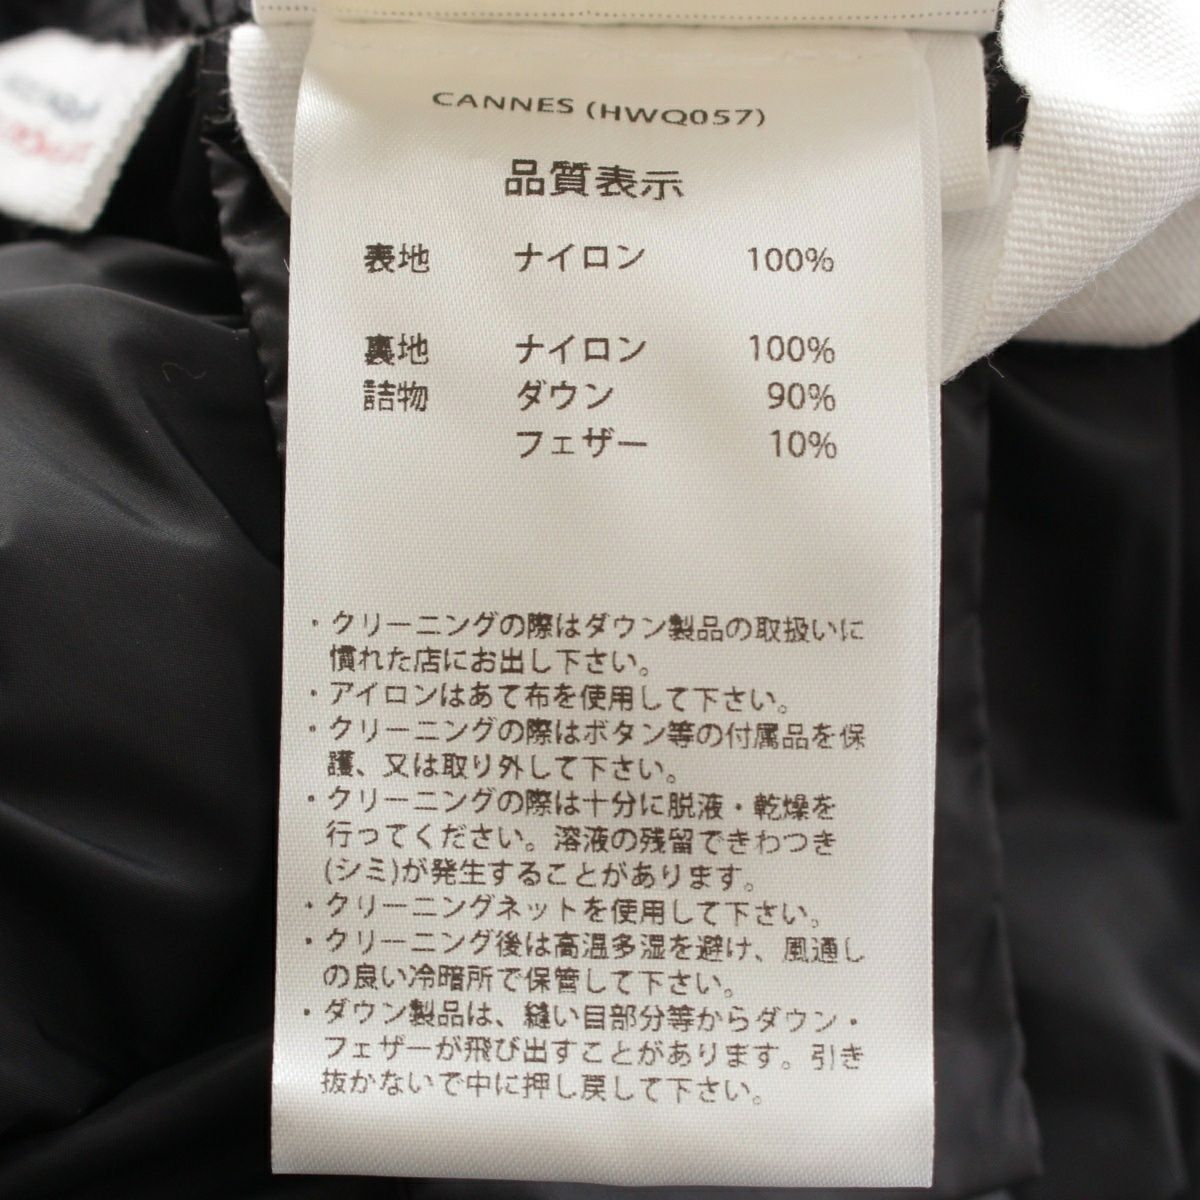 CANNES (HWQ057)
品質表示
表地 ナイロン 100%
裏地 ナイロン 100%
詰物 ダウン 90%
フェザー 10%
・クリーニングの際はダウン製品の取扱いに
慣れた店にお出し下さい。
・アイロンはあて布を使用して下さい。
・クリーニングの際はボタン等の付属品を保
護、又は取り外して下さい。
・クリーニングの際は十分に脱液・乾燥を
行ってください。溶液の残留できわつき
(シミ)が発生することがあります。
・クリーニングネットを使用して下さい。
・クリーニング後は高温多湿を避け、風通し
の良い冷暗所で保管して下さい。
・ダウン製品は、縫い目部分等からダウン・
フェザーが飛び出すことがあります。引き
抜かないで中に押し戻して下さい。